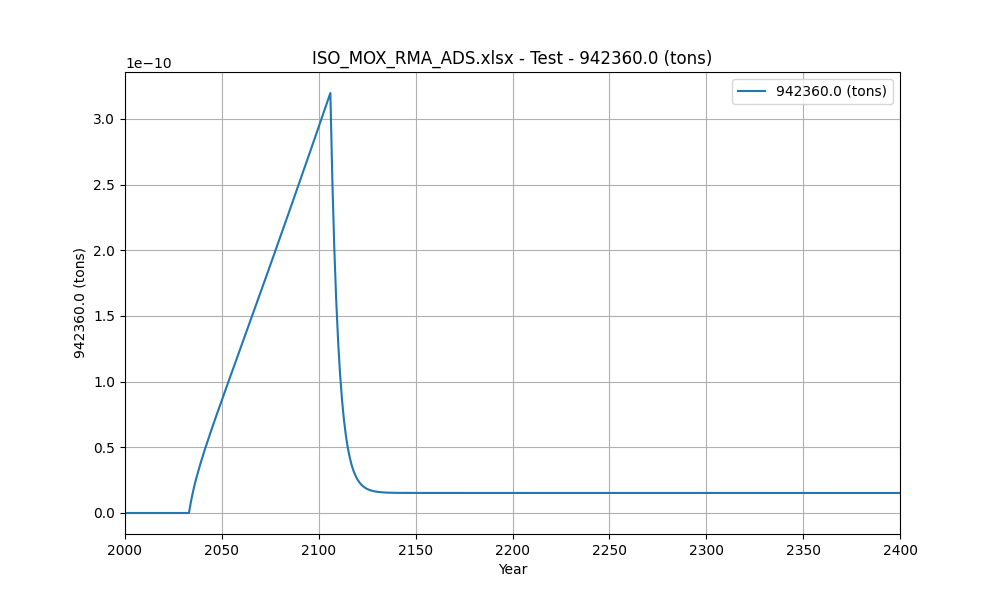 ISO_MOX_RMA_ADS.xlsx - Test - 942360.0 (tons)
1e−10
942360.0 (tons)
3.0
2.5
2.0
1.5
1.0
0.5
0.0
942360.0 (tons)
2000 2050 2100 2150 2200 2250 2300 2350 2400
Year